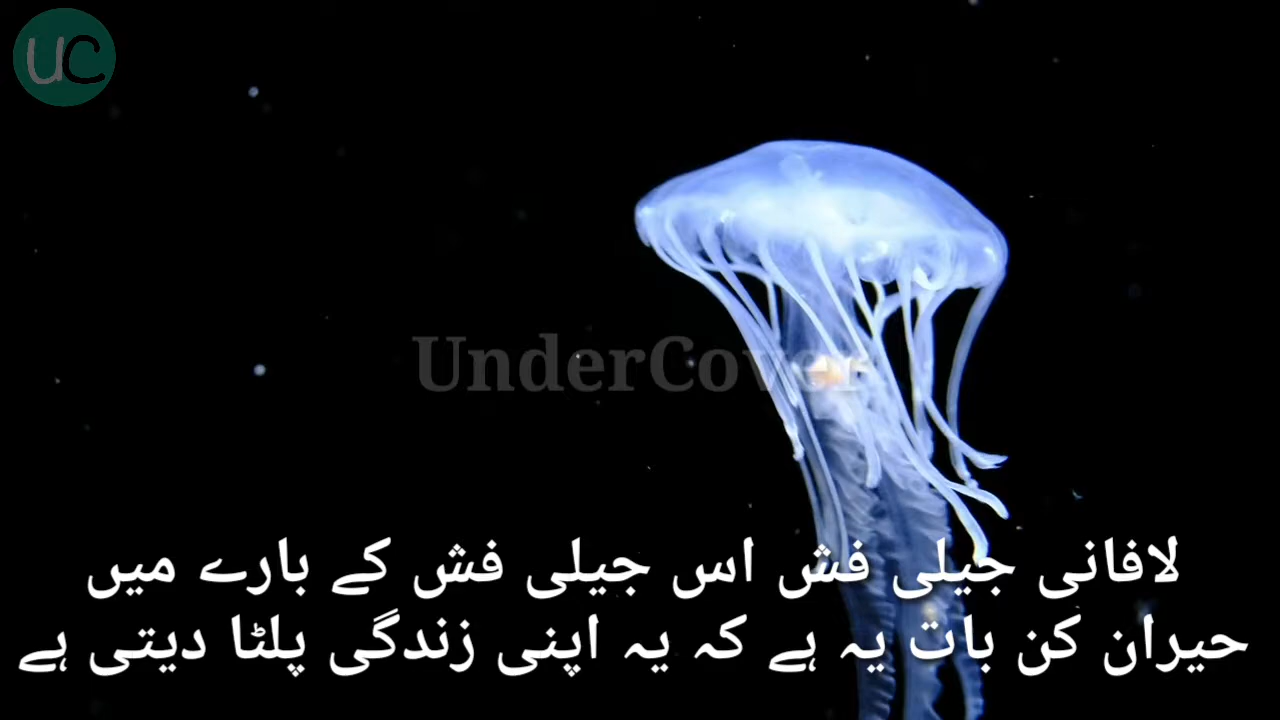 UC
UnderCover
لافانی جیلی فش اس جیلی فش کے بارے میں
حیران کن بات یہ ہے کہ یہ اپنی زندگی پلٹا دیتی ہے